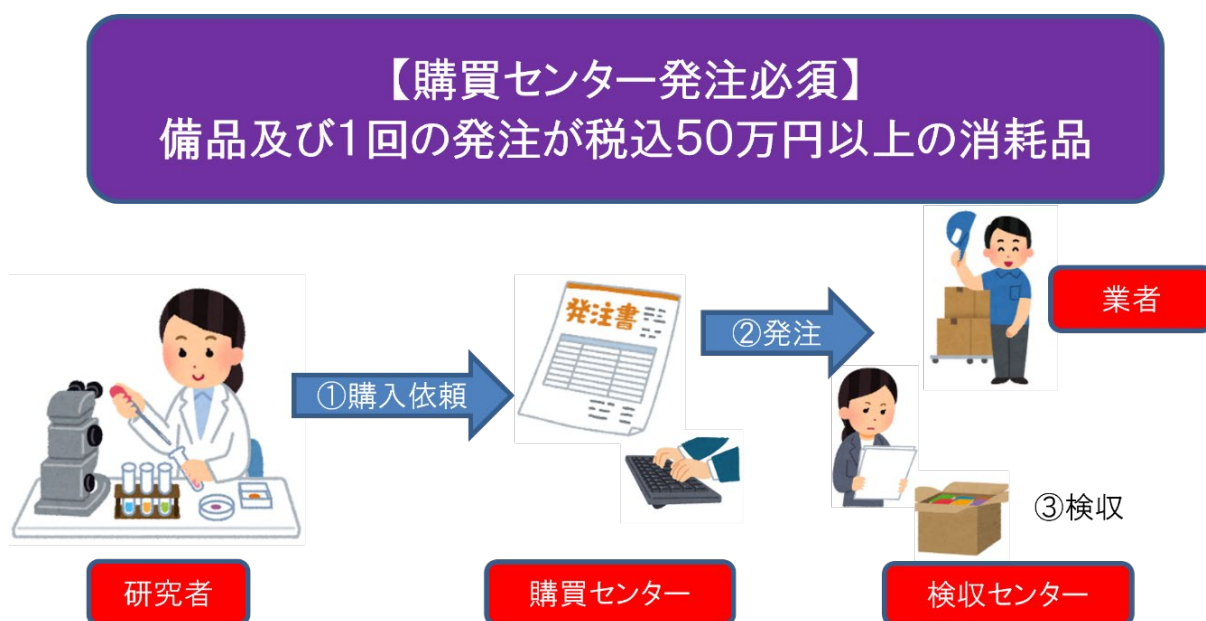 【購買センター発注必須】
備品及び1回の発注が税込50万円以上の消耗品
業者
発注書
②発注
①購入依頼
③検収
研究者
購買センター
検収センター